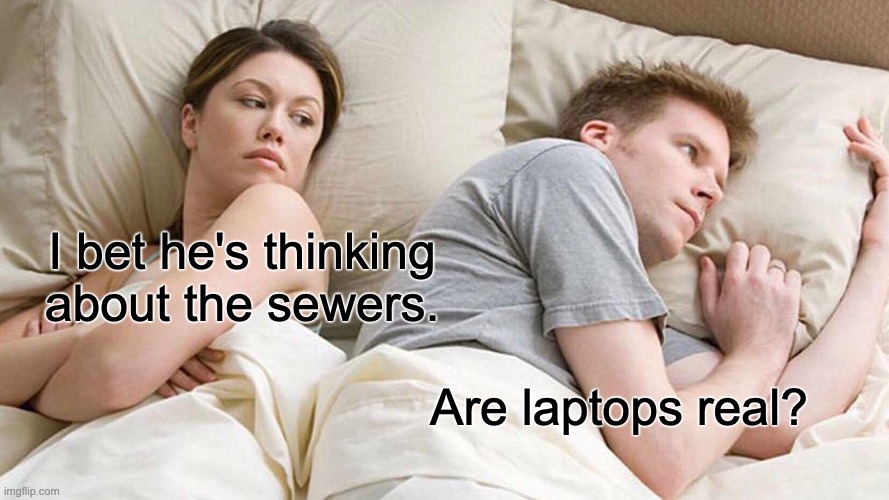 I bet he's thinking
about the sewers.
Are laptops real?
imgflip.com